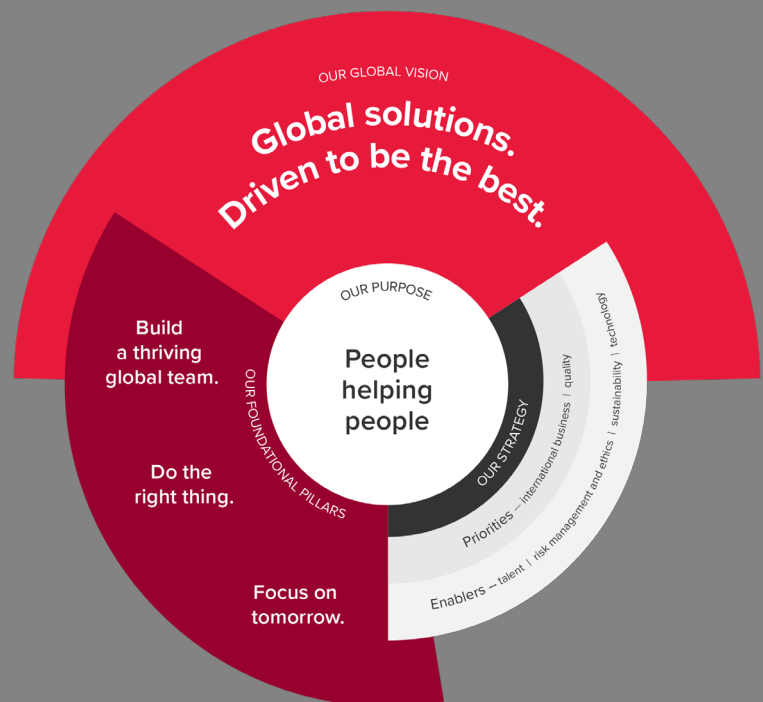 OUR GLOBAL VISION
Global solutions.
Driven to be the best.
OUR PURPOSE
People
helping
people
OUR FOUNDATIONAL PILLARS
Build
a thriving
global team.
Do the
right thing.
Focus on
tomorrow.
OUR STRATEGY
Priorities – international business | quality
Enablers – talent | risk management and ethics | sustainability | technology